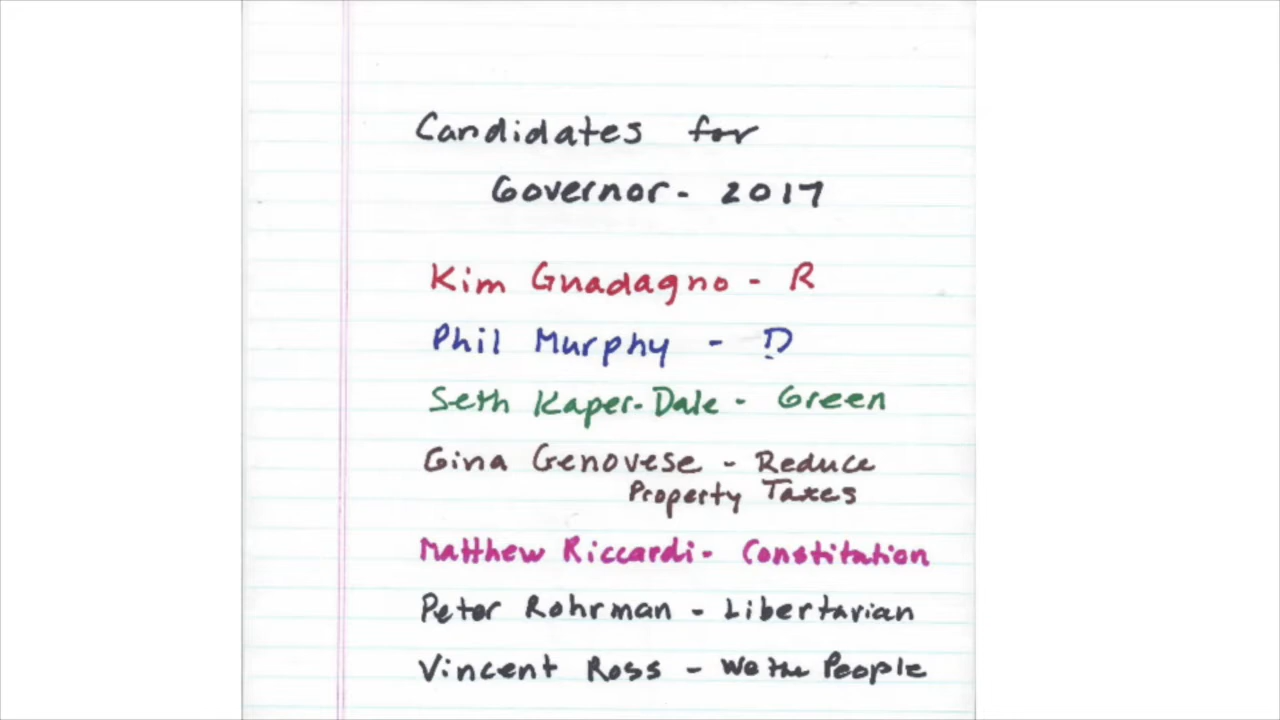 Candidates for
Governor - 2017
Kim Gnadagno - R
Phil Murphy - D
Seth Kaper-Dale - Green
Gina Genovese - Reduce
Property Taxes
Matthew Riccardi - Constitution
Peter Rohrman - Libertarian
Vincent Ross - We the People